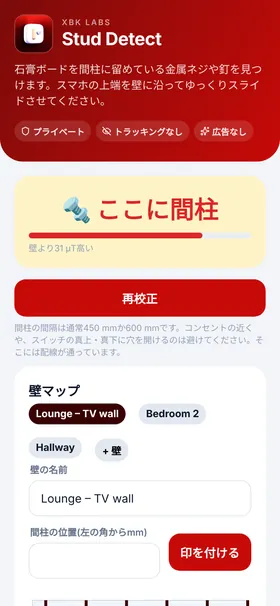 XBK LABS
Stud Detect
石膏ボードを間柱に留めている金属ネジや釘を見つ
けます。スマホの上端を壁に沿ってゆっくりスライ
ドさせてください。
プライベート
トラッキングなし
広告なし
ここに間柱
壁より31 µT高い
再校正
間柱の間隔は通常450 mmか600 mmです。コンセントの近く
や、スイッチの真上・真下に穴を開けるのは避けてください。そ
こには配線が通っています。
壁マップ
Lounge – TV wall
Bedroom 2
Hallway
+ 壁
壁の名前
Lounge – TV wall
間柱の位置(左の角からmm)
印を付ける